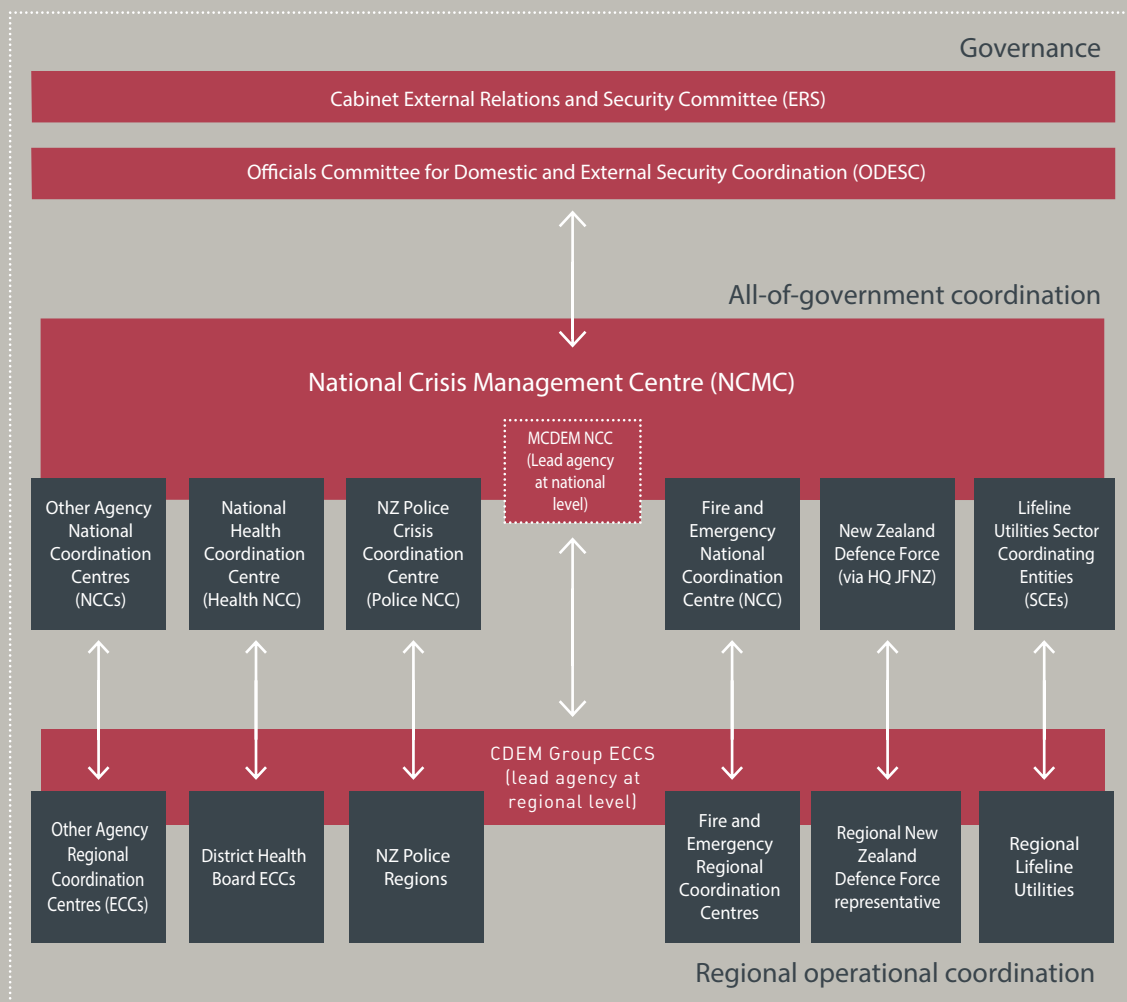 Governance
Cabinet External Relations and Security Committee (ERS)
Officials Committee for Domestic and External Security Coordination (ODESC)
All-of-government coordination
National Crisis Management Centre (NCMC)
MCDEM NCC
(Lead agency
at national
level)
Other Agency
National
Coordination
Centres
(NCCs)
National
Health
Coordination
Centre
(Health NCC)
NZ Police
Crisis
Coordination
Centre
(Police NCC)
Fire and
Emergency
National
Coordination
Centre (NCC)
New Zealand
Defence Force
(via HQ JFNZ)
Lifeline
Utilities Sector
Coordinating
Entities
(SCEs)
CDEM Group ECCS
(lead agency at
regional level)
Other Agency
Regional
Coordination
Centres (ECCs)
District Health
Board ECCs
NZ Police
Regions
Fire and
Emergency
Regional
Coordination
Centres
Regional New
Zealand
Defence Force
representative
Regional
Lifeline
Utilities
Regional operational coordination